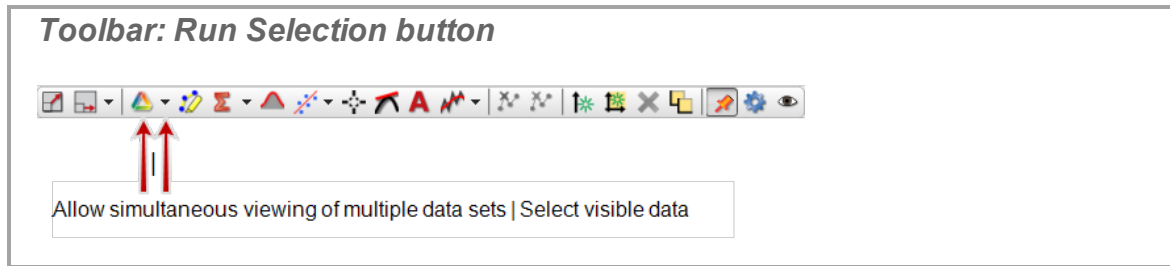 Toolbar: Run Selection button
Allow simultaneous viewing of multiple data sets | Select visible data